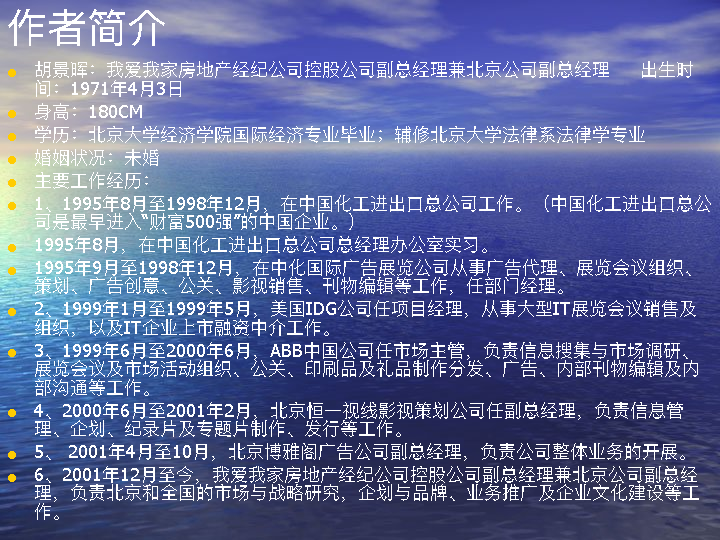 作者简介
胡景晖：我爱我家房地产经纪公司控股公司副总经理兼北京公司副总经理 出生时
间：1971年4月3日
身高：180CM
学历：北京大学经济学院国际经济专业毕业；辅修北京大学法律系法律学专业
婚姻状况：未婚
主要工作经历：
1、1995年8月至1998年12月，在中国化工进出口总公司工作。（中国化工进出口总公
司是最早进入“财富500强”的中国企业。）
1995年8月，在中国化工进出口总公司总经理办公室实习。
1995年9月至1998年12月，在中化国际广告展览公司从事广告代理、展览会议组织、
策划、广告创意、公关、影视销售、刊物编辑等工作，任部门经理。
2、1999年1月至1999年5月，美国IDG公司任项目经理，从事大型IT展览会议销售及
组织，以及IT企业上市融资中介工作。
3、1999年6月至2000年6月，ABB中国公司任市场主管，负责信息搜集与市场调研、
展览会议及市场活动组织、公关、印刷品及礼品制作分发、广告、内部刊物编辑及内
部沟通等工作。
4、2000年6月至2001年2月，北京恒一视线影视策划公司任副总经理，负责信息管
理、企划、纪录片及专题片制作、发行等工作。
5、 2001年4月至10月，北京博雅阁广告公司副总经理，负责公司整体业务的开展。
6、2001年12月至今，我爱我家房地产经纪公司控股公司副总经理兼北京公司副总经
理，负责北京和全国的市场与战略研究，企划与品牌、业务推广及企业文化建设等工
作。